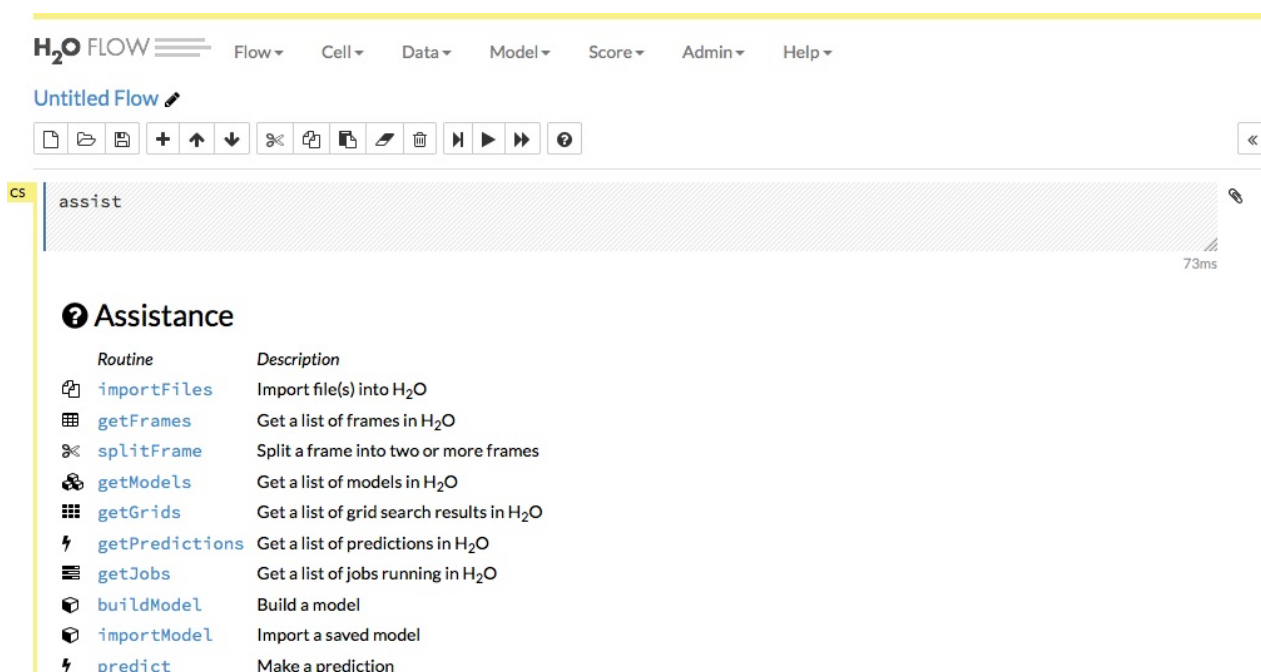 H2O FLOW Flow Cell Data Model Score Admin Help
Untitled Flow
CS
assist
73ms
Assistance
Routine Description
importFiles Import file(s) into H2O
getFrames Get a list of frames in H2O
splitFrame Split a frame into two or more frames
getModels Get a list of models in H2O
getGrids Get a list of grid search results in H2O
getPredictions Get a list of predictions in H2O
getJobs Get a list of jobs running in H2O
buildModel Build a model
importModel Import a saved model
predict Make a prediction